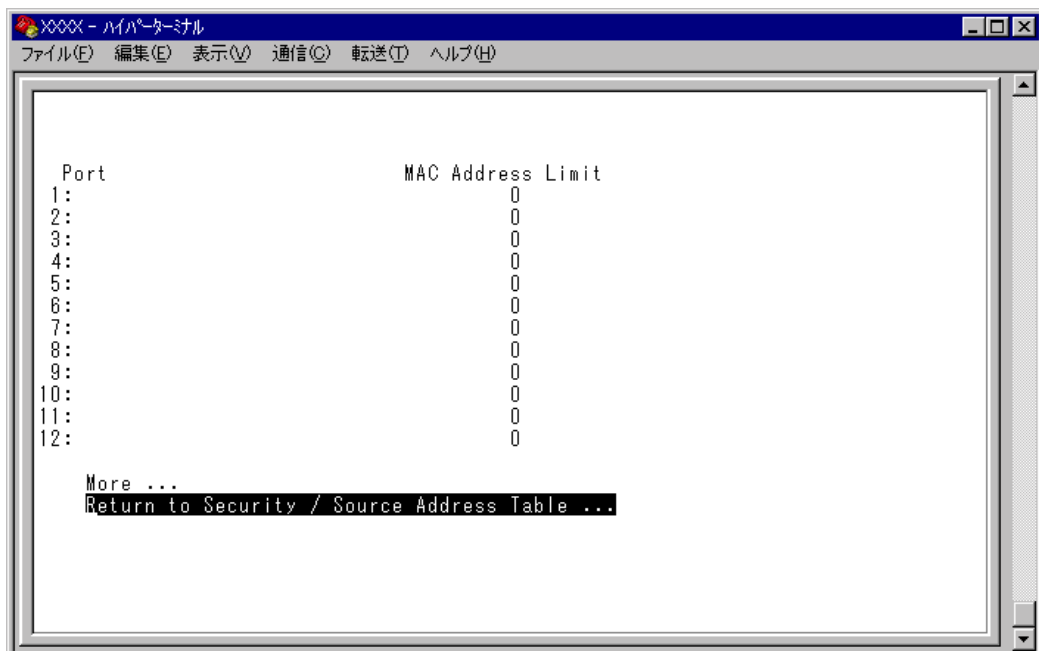 XXXX - ﾊｲﾊﾟｰﾀｰﾐﾅﾙ
ファイル(F) 編集(E) 表示(V) 通信(C) 転送(T) ヘルプ(H)
Port MAC Address Limit
1: 0
2: 0
3: 0
4: 0
5: 0
6: 0
7: 0
8: 0
9: 0
10: 0
11: 0
12: 0
More ...
Return to Security / Source Address Table ...